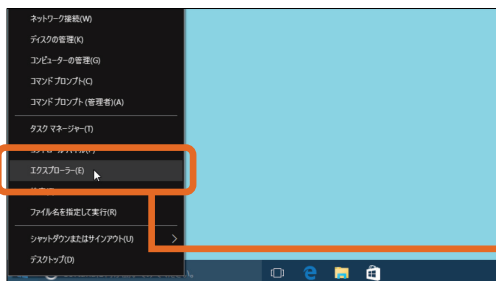 ネットワーク接続(W)
ディスクの管理(K)
コンピューターの管理(G)
コマンド プロンプト(C)
コマンド プロンプト (管理者)(A)
タスク マネージャー(T)
エクスプローラー(E)
ファイル名を指定して実行(R)
シャットダウンまたはサインアウト(U)
デスクトップ(D)